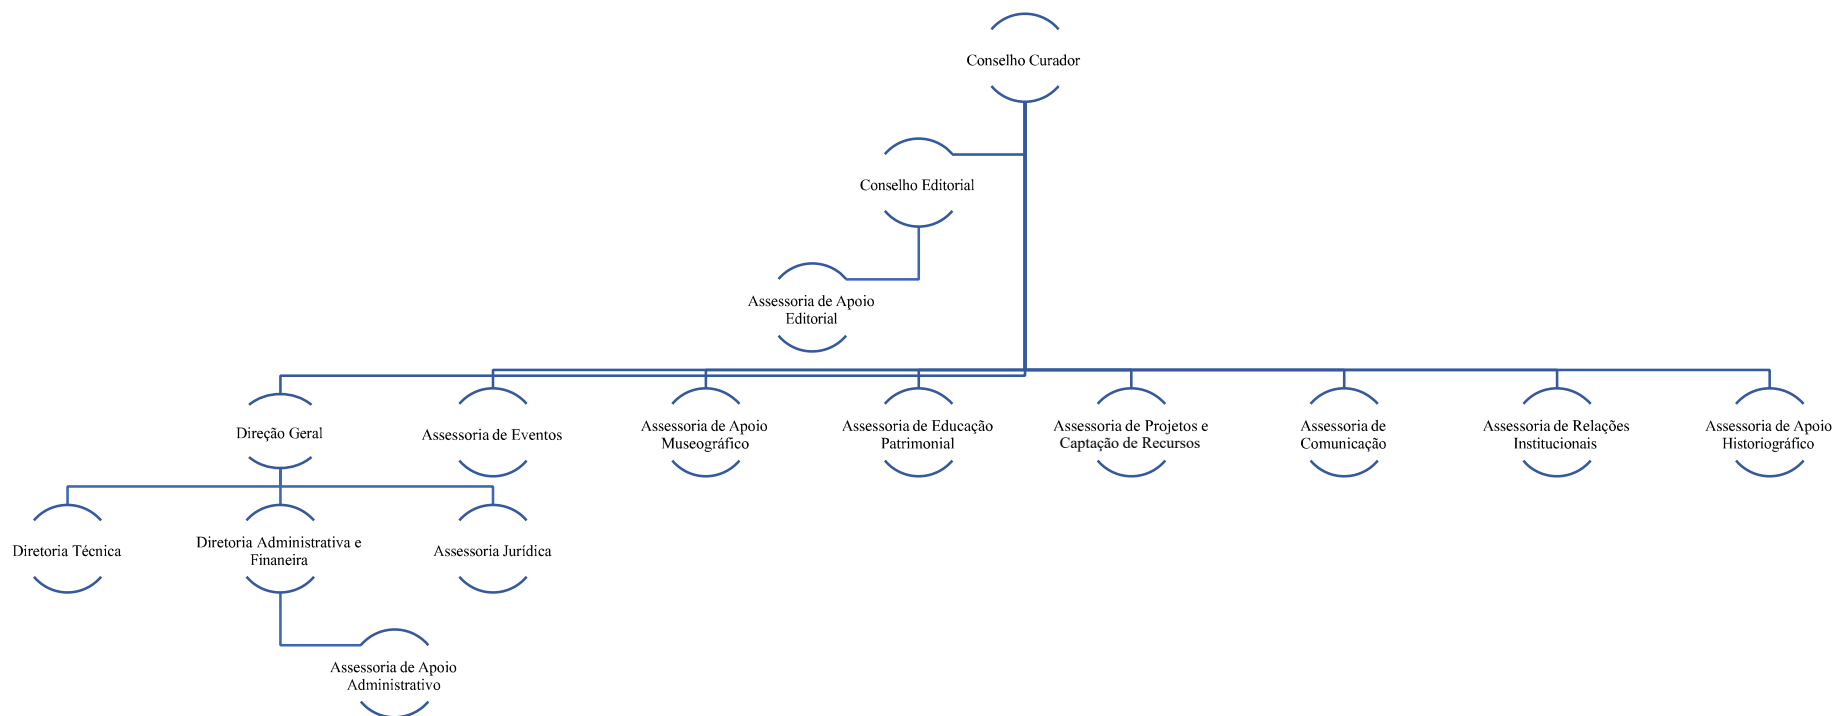 Conselho Curador
Conselho Editorial
Assessoria de Apoio
Editorial
Direção Geral
Assessoria de Eventos
Assessoria de Apoio
Museográfico
Assessoria de Educação
Patrimonial
Assessoria de Projetos e
Captação de Recursos
Assessoria de
Comunicação
Assessoria de Relações
Institucionais
Assessoria de Apoio
Historiográfico
Diretoria Técnica
Diretoria Administrativa e
Finaneira
Assessoria Jurídica
Assessoria de Apoio
Administrativo